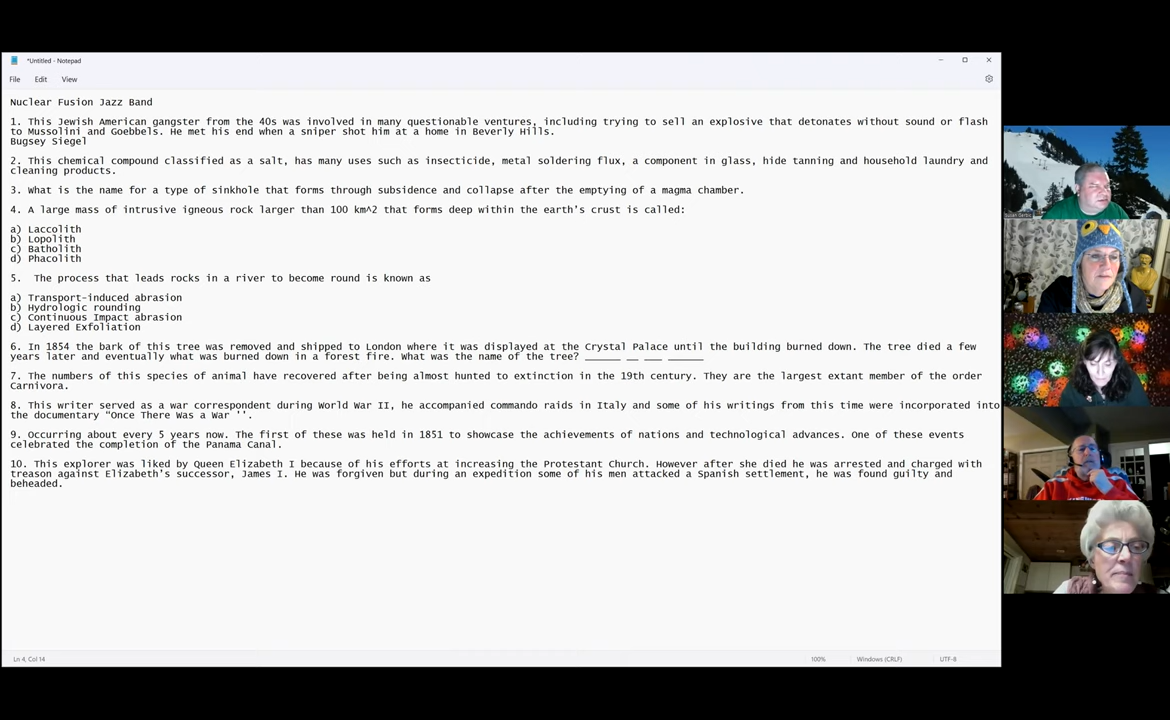 *Untitled - Notepad
File Edit View
Nuclear Fusion Jazz Band
1. This Jewish American gangster from the 40s was involved in many questionable ventures, including trying to sell an explosive that detonates without sound or flash
to Mussolini and Goebbels. He met his end when a sniper shot him at a home in Beverly Hills.
Bugsey Siegel
2. This chemical compound classified as a salt, has many uses such as insecticide, metal soldering flux, a component in glass, hide tanning and household laundry and
cleaning products.
3. What is the name for a type of sinkhole that forms through subsidence and collapse after the emptying of a magma chamber.
4. A large mass of intrusive igneous rock larger than 100 km^2 that forms deep within the earth's crust is called:
a) Laccolith
b) Lopolith
c) Batholith
d) Phacolith
5.  The process that leads rocks in a river to become round is known as
a) Transport-induced abrasion
b) Hydrologic rounding
c) Continuous Impact abrasion
d) Layered Exfoliation
6. In 1854 the bark of this tree was removed and shipped to London where it was displayed at the Crystal Palace until the building burned down. The tree died a few
years later and eventually what was burned down in a forest fire. What was the name of the tree? ______ __ ___ ______
7. The numbers of this species of animal have recovered after being almost hunted to extinction in the 19th century. They are the largest extant member of the order
Carnivora.
8. This writer served as a war correspondent during World War II, he accompanied commando raids in Italy and some of his writings from this time were incorporated into
the documentary "Once There Was a War ''.
9. Occurring about every 5 years now. The first of these was held in 1851 to showcase the achievements of nations and technological advances. One of these events
celebrated the completion of the Panama Canal.
10. This explorer was liked by Queen Elizabeth I because of his efforts at increasing the Protestant Church. However after she died he was arrested and charged with
treason against Elizabeth's successor, James I. He was forgiven but during an expedition some of his men attacked a Spanish settlement, he was found guilty and
beheaded.
Ln 4, Col 14
100%
Windows (CRLF)
UTF-8